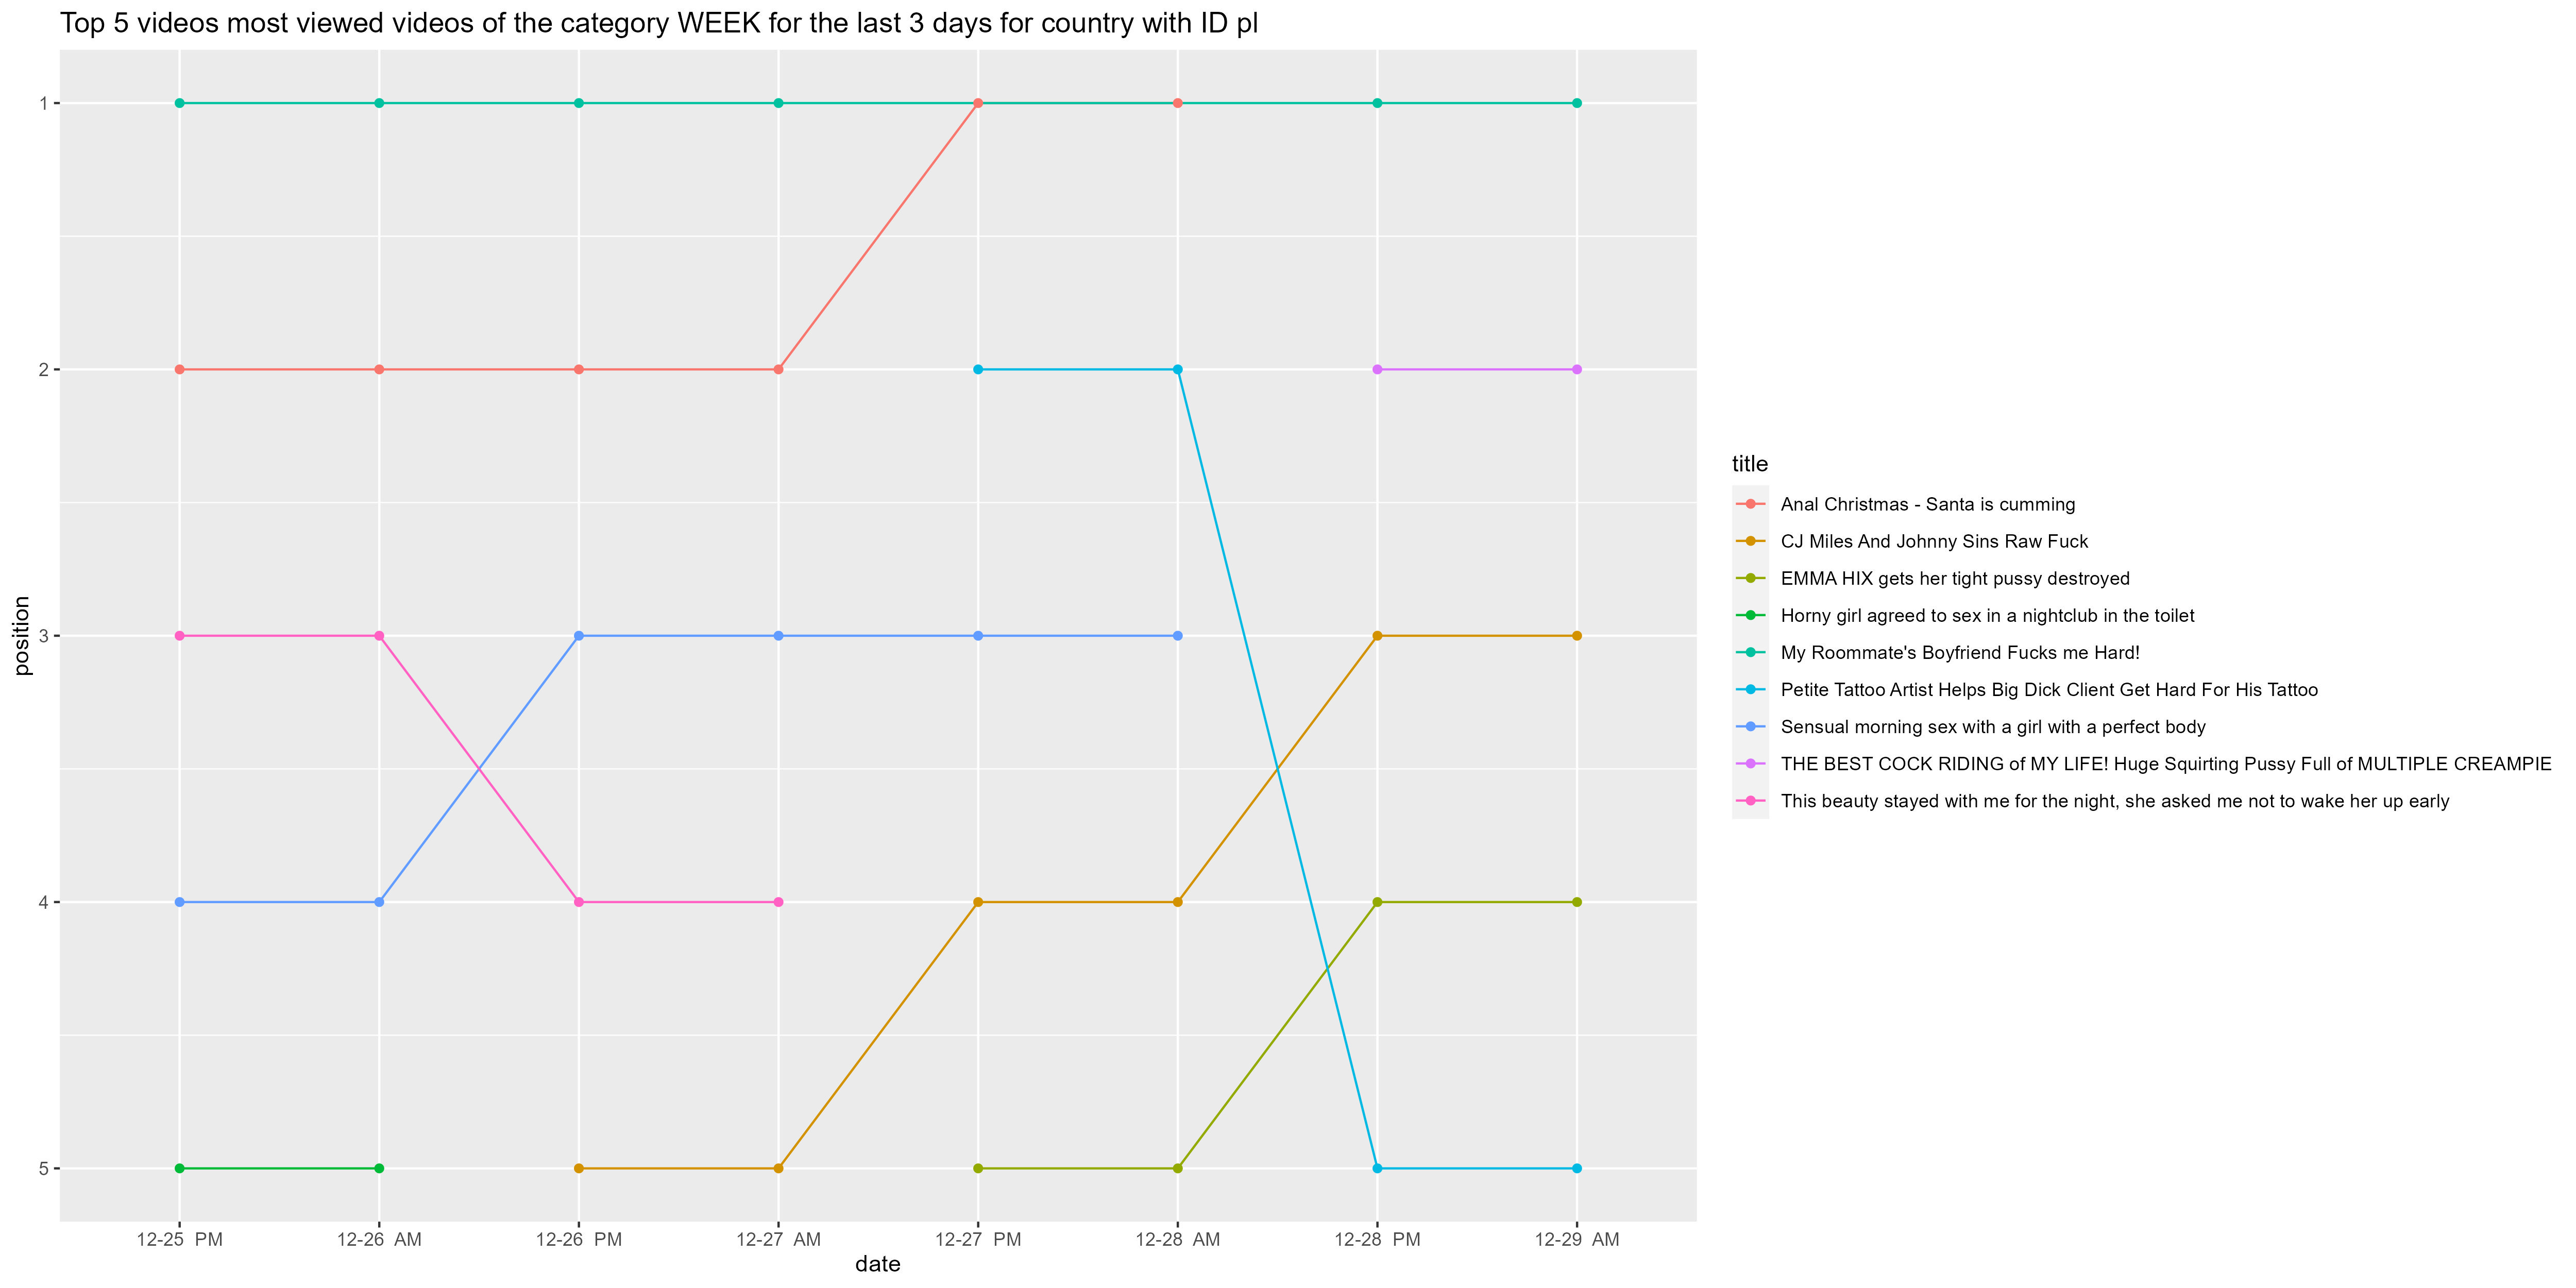 Top 5 videos most viewed videos of the category WEEK for the last 3 days for country with ID pl
position
1
2
3
4
5
12-25 PM
12-26 AM
12-26 PM
12-27 AM
12-27 PM
12-28 AM
12-28 PM
12-29 AM
date
title
Anal Christmas - Santa is cumming
CJ Miles And Johnny Sins Raw Fuck
EMMA HIX gets her tight pussy destroyed
Horny girl agreed to sex in a nightclub in the toilet
My Roommate's Boyfriend Fucks me Hard!
Petite Tattoo Artist Helps Big Dick Client Get Hard For His Tattoo
Sensual morning sex with a girl with a perfect body
THE BEST COCK RIDING of MY LIFE! Huge Squirting Pussy Full of MULTIPLE CREAMPIE
This beauty stayed with me for the night, she asked me not to wake her up early